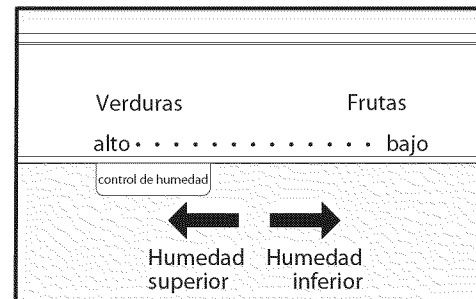 Verduras Frutas
alto bajo
control de humedad
Humedad Humedad
superior inferior